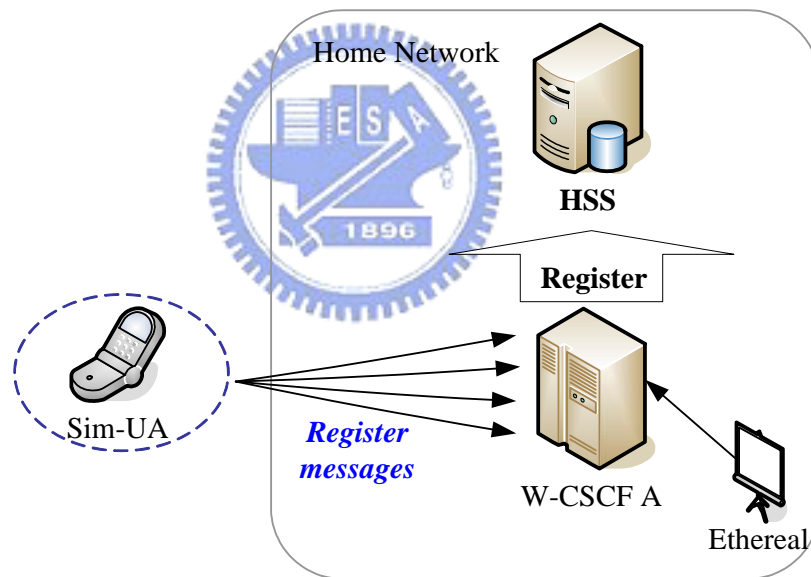 Home Network
E S A
1896
HSS
Register
Sim-UA
Register
messages
W-CSCF A
Ethereal